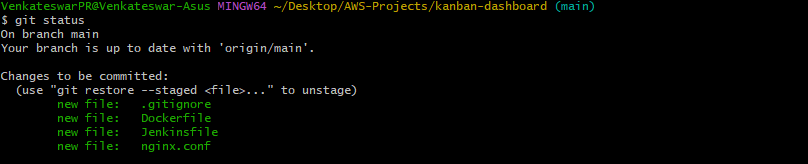 VenkateswarPR@Venkateswar-Asus MINGW64 ~/Desktop/AWS-Projects/kanban-dashboard (main)
$ git status
On branch main
Your branch is up to date with 'origin/main'.
Changes to be committed:
  (use "git restore --staged <file>..." to unstage)
        new file:   .gitignore
        new file:   Dockerfile
        new file:   Jenkinsfile
        new file:   nginx.conf